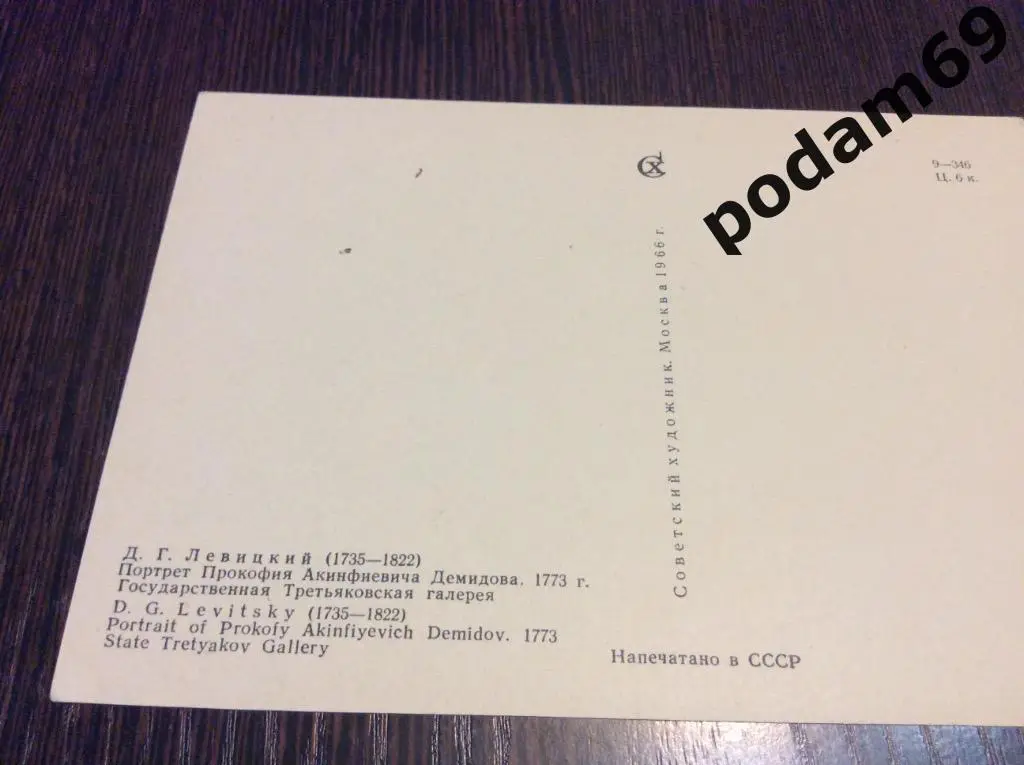 podam69
СХ
9—346
Ц. 6 к.
Советский художник. Москва 1966 г.
Д. Г. Левицкий (1735—1822)
Портрет Прокофия Акинфиевича Демидова. 1773 г.
Государственная Третьяковская галерея
D. G. Levitsky (1735—1822)
Portrait of Prokofy Akinfiyevich Demidov. 1773
State Tretyakov Gallery
Напечатано в СССР